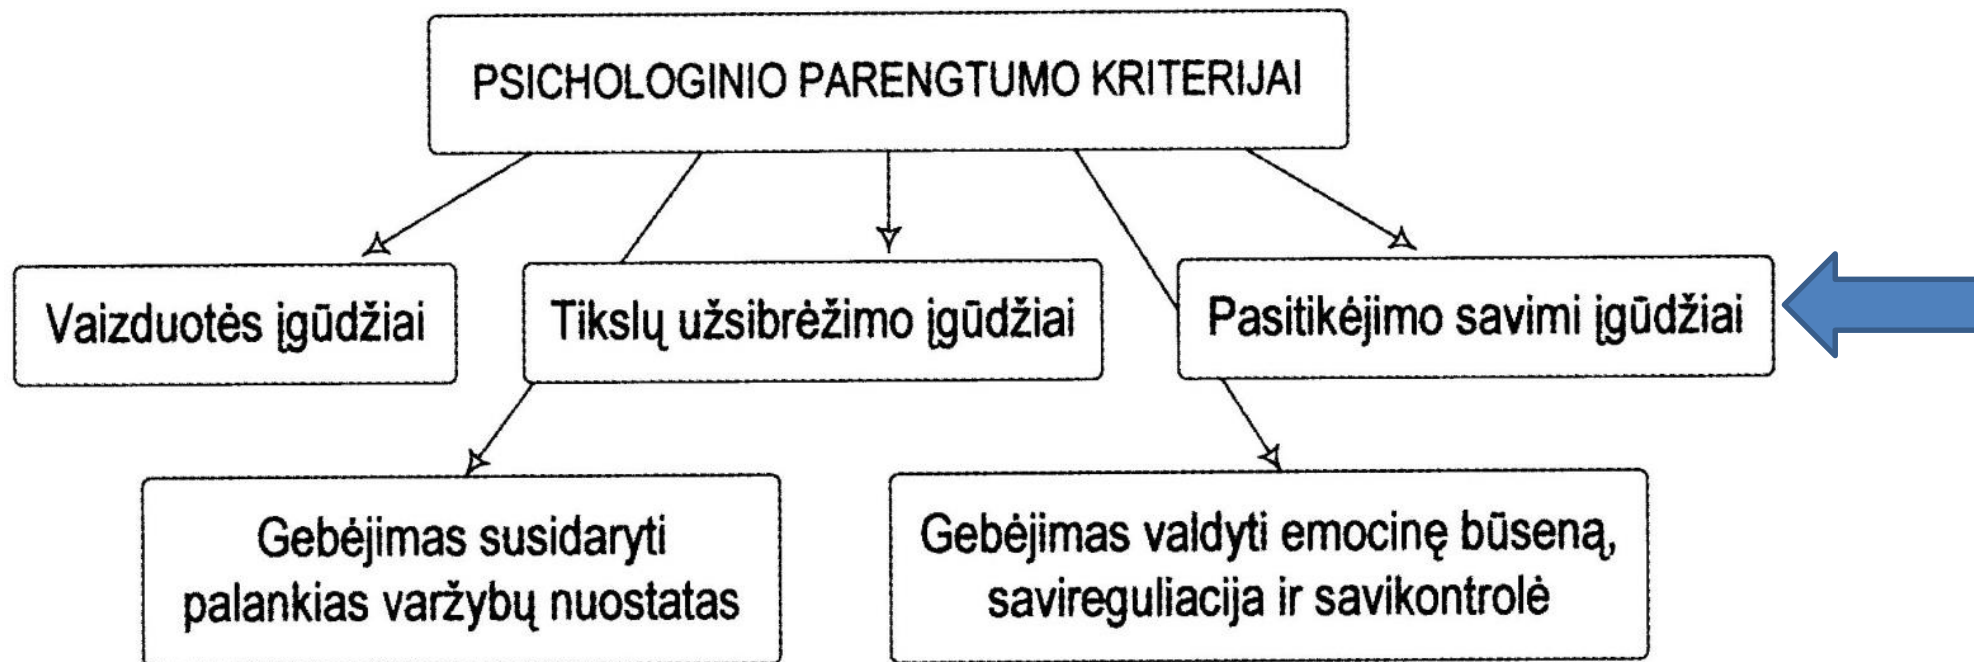 PSICHOLOGINIO PARENGTUMO KRITERIJAI
Vaizduotės įgūdžiai
Tikslų užsibrėžimo įgūdžiai
Pasitikėjimo savimi įgūdžiai
Gebėjimas susidaryti
palankias varžybų nuostatas
Gebėjimas valdyti emocinę būseną,
savireguliacija ir savikontrolė